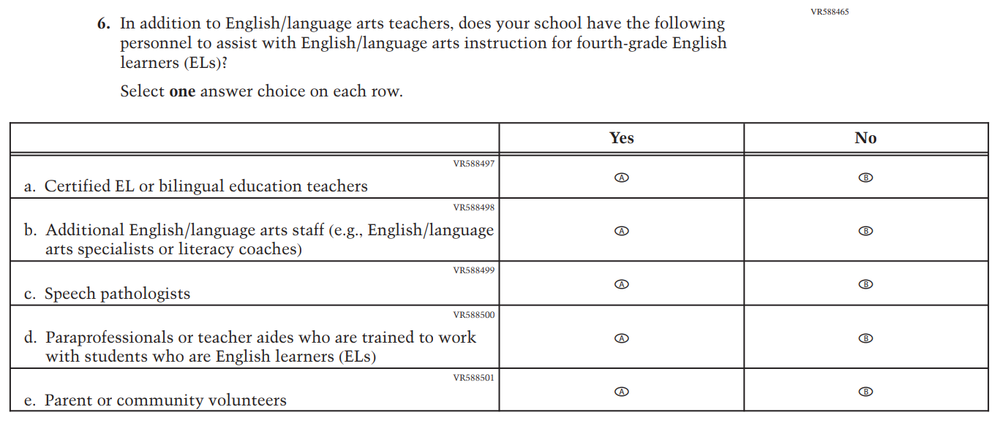 VR588465
6. In addition to English/language arts teachers, does your school have the following
personnel to assist with English/language arts instruction for fourth-grade English
learners (ELs)?
Select one answer choice on each row.
Yes No
VR588497
a. Certified EL or bilingual education teachers A B
VR588498
b. Additional English/language arts staff (e.g., English/language
arts specialists or literacy coaches) A B
VR588499
c. Speech pathologists A B
VR588500
d. Paraprofessionals or teacher aides who are trained to work
with students who are English learners (ELs) A B
VR588501
e. Parent or community volunteers A B